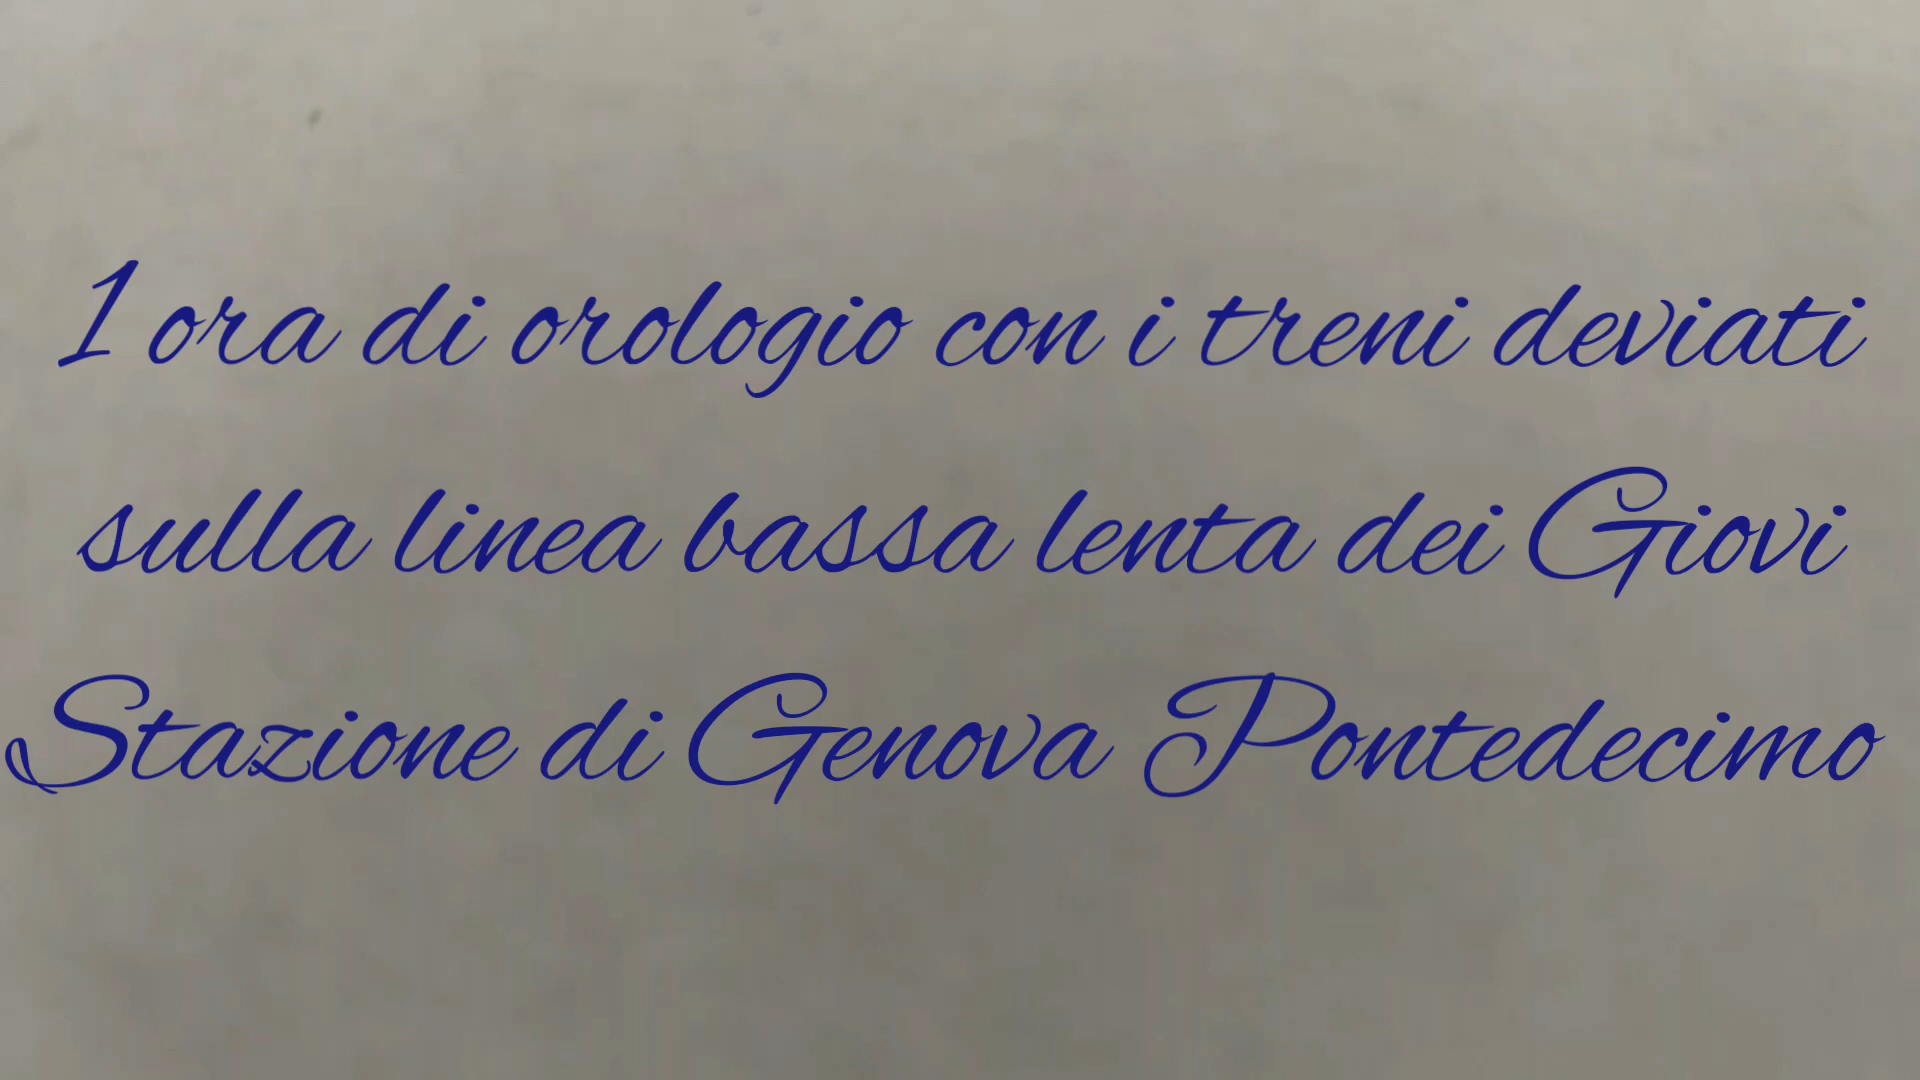 1 ora di orologio con i treni deviati
sulla linea bassa lenta dei Giovi
Stazione di Genova Pontedecimo